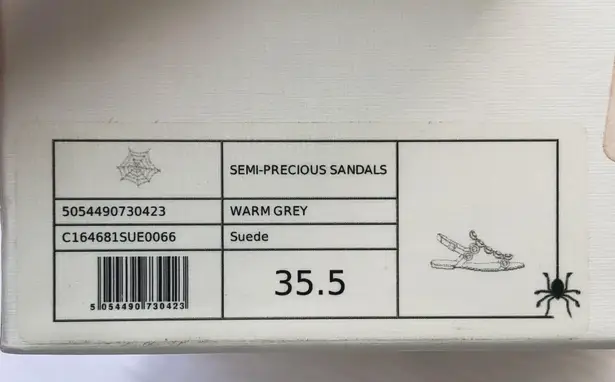 SEMI-PRECIOUS SANDALS
5054490730423
WARM GREY
C164681SUE0066
Suede
5 054490 730423
35.5